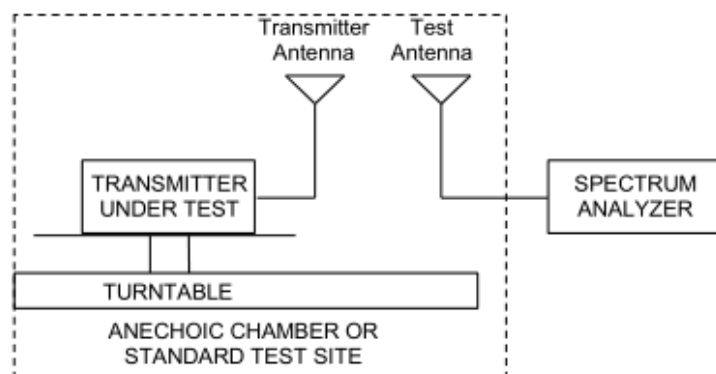 Transmitter
Antenna
Test
Antenna
TRANSMITTER
UNDER TEST
SPECTRUM
ANALYZER
TURNTABLE
ANECHOIC CHAMBER OR
STANDARD TEST SITE